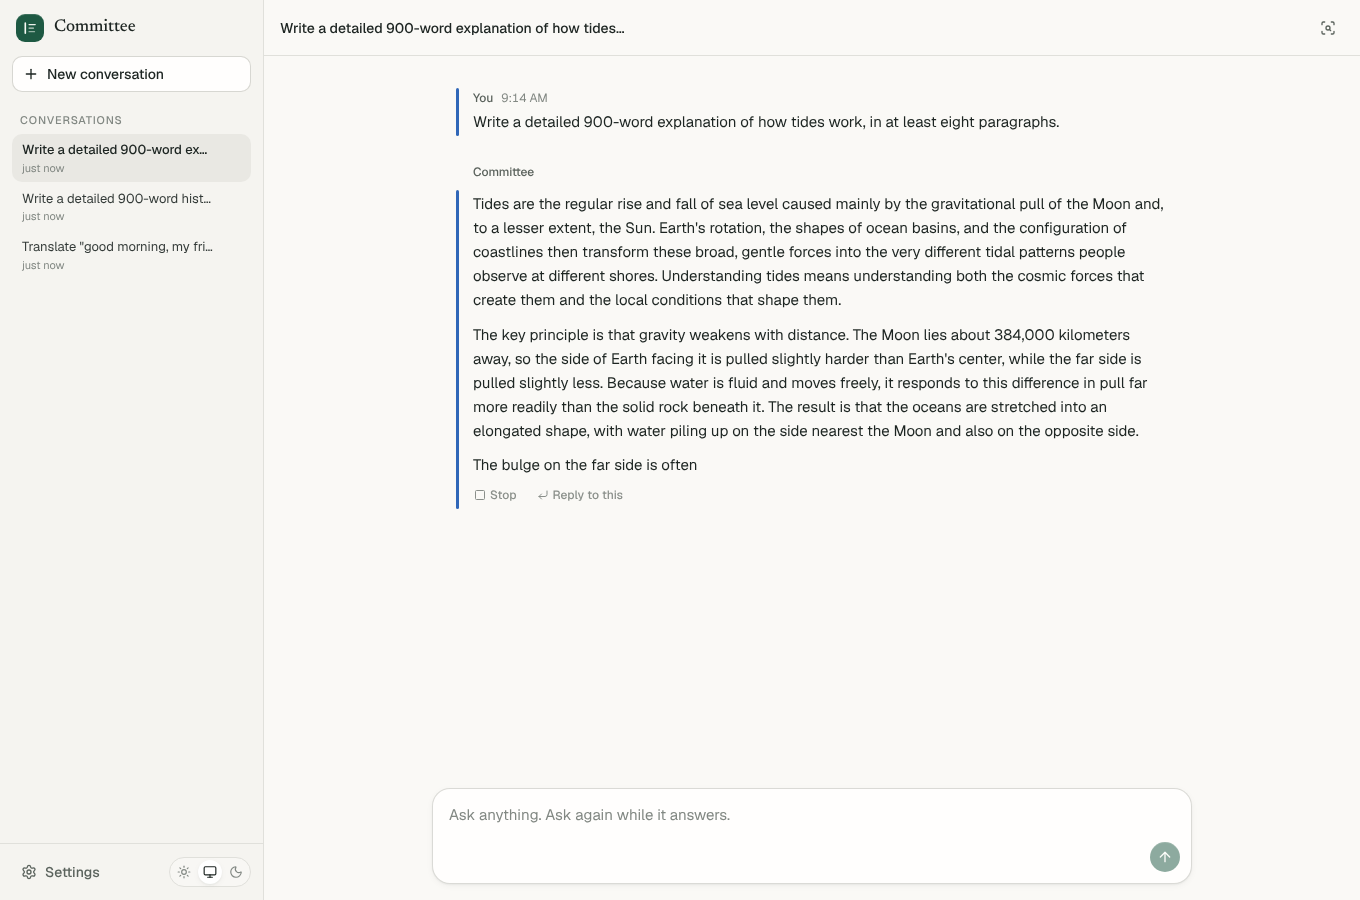 Committee
New conversation
CONVERSATIONS
Write a detailed 900-word ex...
just now
Write a detailed 900-word hist...
just now
Translate "good morning, my fri...
just now
Settings
Write a detailed 900-word explanation of how tides...
You 9:14 AM
Write a detailed 900-word explanation of how tides work, in at least eight paragraphs.
Committee
Tides are the regular rise and fall of sea level caused mainly by the gravitational pull of the Moon and,
to a lesser extent, the Sun. Earth's rotation, the shapes of ocean basins, and the configuration of
coastlines then transform these broad, gentle forces into the very different tidal patterns people
observe at different shores. Understanding tides means understanding both the cosmic forces that
create them and the local conditions that shape them.
The key principle is that gravity weakens with distance. The Moon lies about 384,000 kilometers
away, so the side of Earth facing it is pulled slightly harder than Earth's center, while the far side is
pulled slightly less. Because water is fluid and moves freely, it responds to this difference in pull far
more readily than the solid rock beneath it. The result is that the oceans are stretched into an
elongated shape, with water piling up on the side nearest the Moon and also on the opposite side.
The bulge on the far side is often
Stop Reply to this
Ask anything. Ask again while it answers.